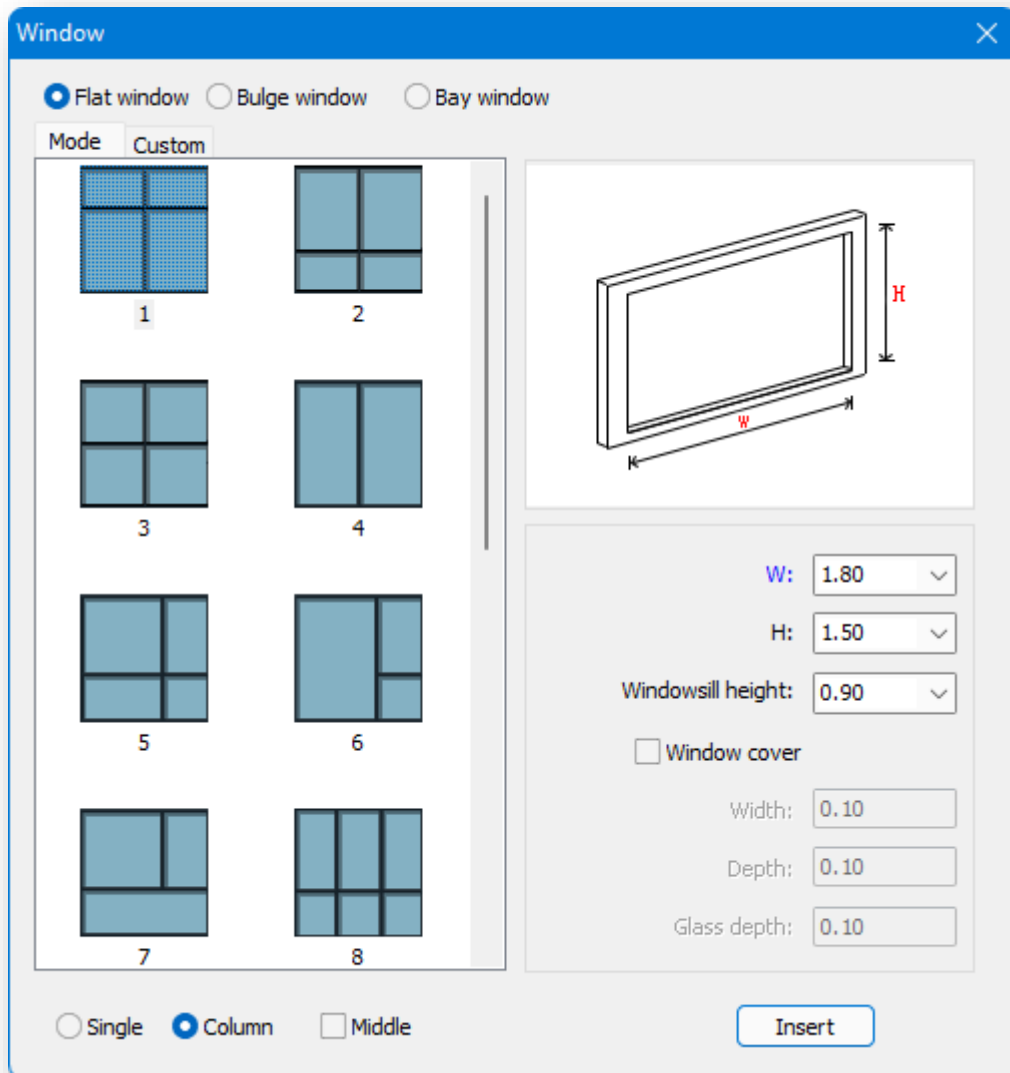 Window
Flat window Bulge window Bay window
Mode Custom
1 2
3 4
5 6
7 8
H
W
W: 1.80
H: 1.50
Windowsill height: 0.90
Window cover
Width: 0.10
Depth: 0.10
Glass depth: 0.10
Single Column Middle Insert